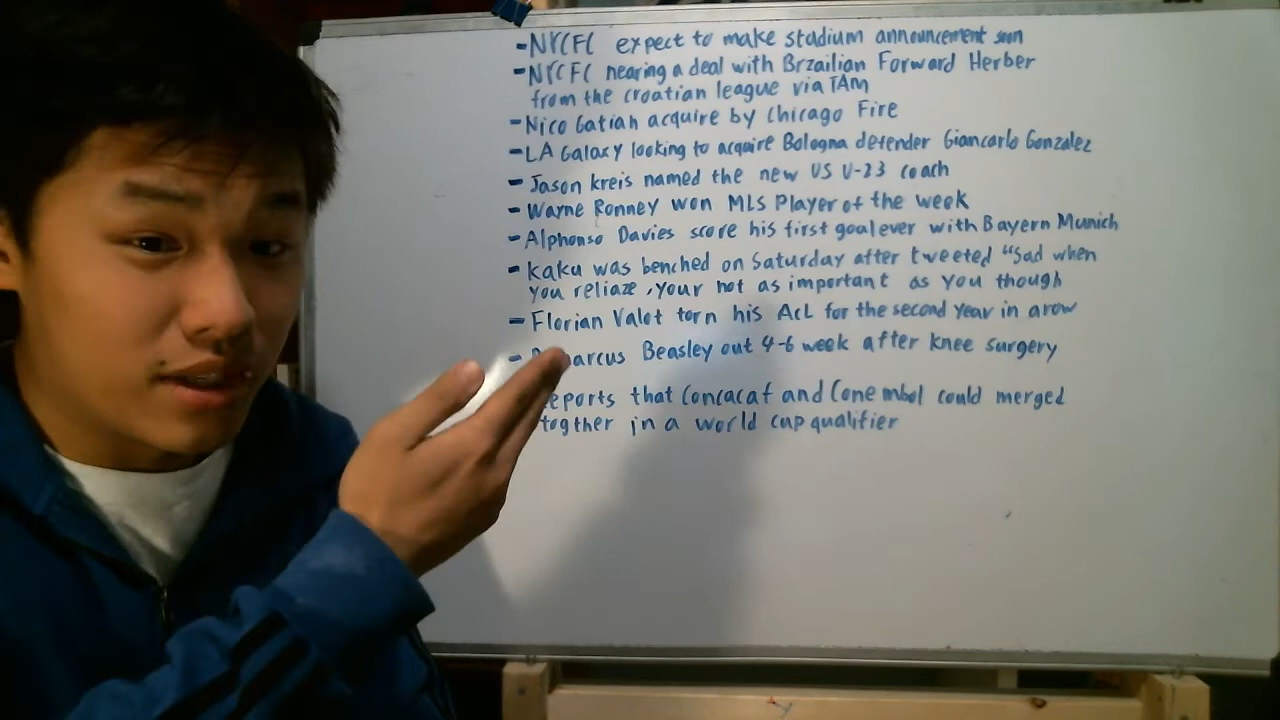 -NYCFC expect to make stadium announcement soon
-NYCFC nearing a deal with Brzailian Forward Herber
from the croatian league via TAM
-Nico Gatian acquire by Chicago Fire
-LA Galaxy looking to acquire Bologna defender Giancarlo Gonzalez
- Jason kreis named the new US U-23 coach
- Wayne Ronney won MLS Player of the week
-Alphonso Davies score his first goal ever with Bayern Munich
- kaku was benched on Saturday after tweeted "Sad when
you reliaze, your not as important as you though
- Florian Valot torn his ACL for the second year in arow
- Beasley out 4-6 week after knee surgery
that Concacaf and Conembol could merged
togther in a world cup qualifier